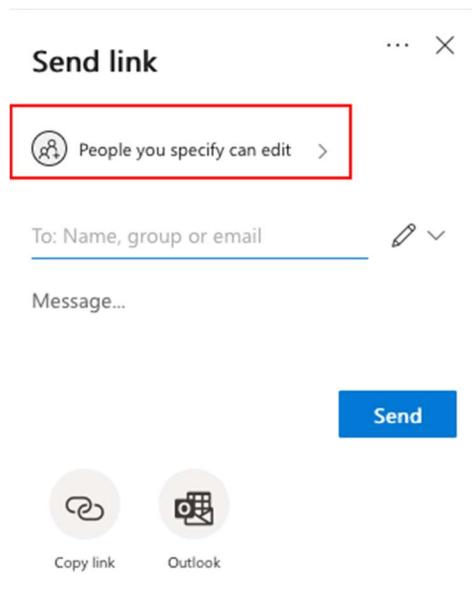 Send link
People you specify can edit
To: Name, group or email
Message...
Send
Copy link
Outlook